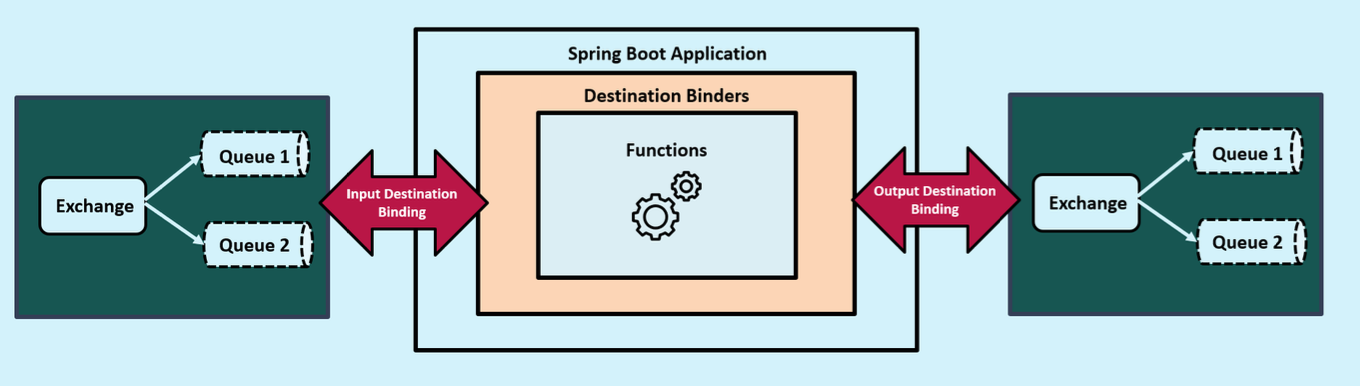 Spring Boot Application
Destination Binders
Functions
Exchange
Queue 1
Queue 2
Input Destination
Binding
Output Destination
Binding
Exchange
Queue 1
Queue 2